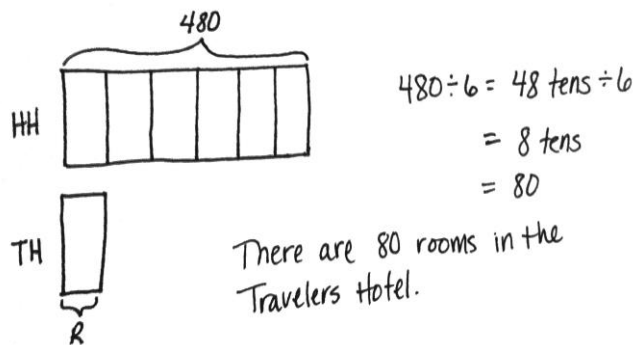 480
HH
480÷6 = 48 tens ÷ 6
= 8 tens
= 80
TH
R
There are 80 rooms in the
Travelers Hotel.